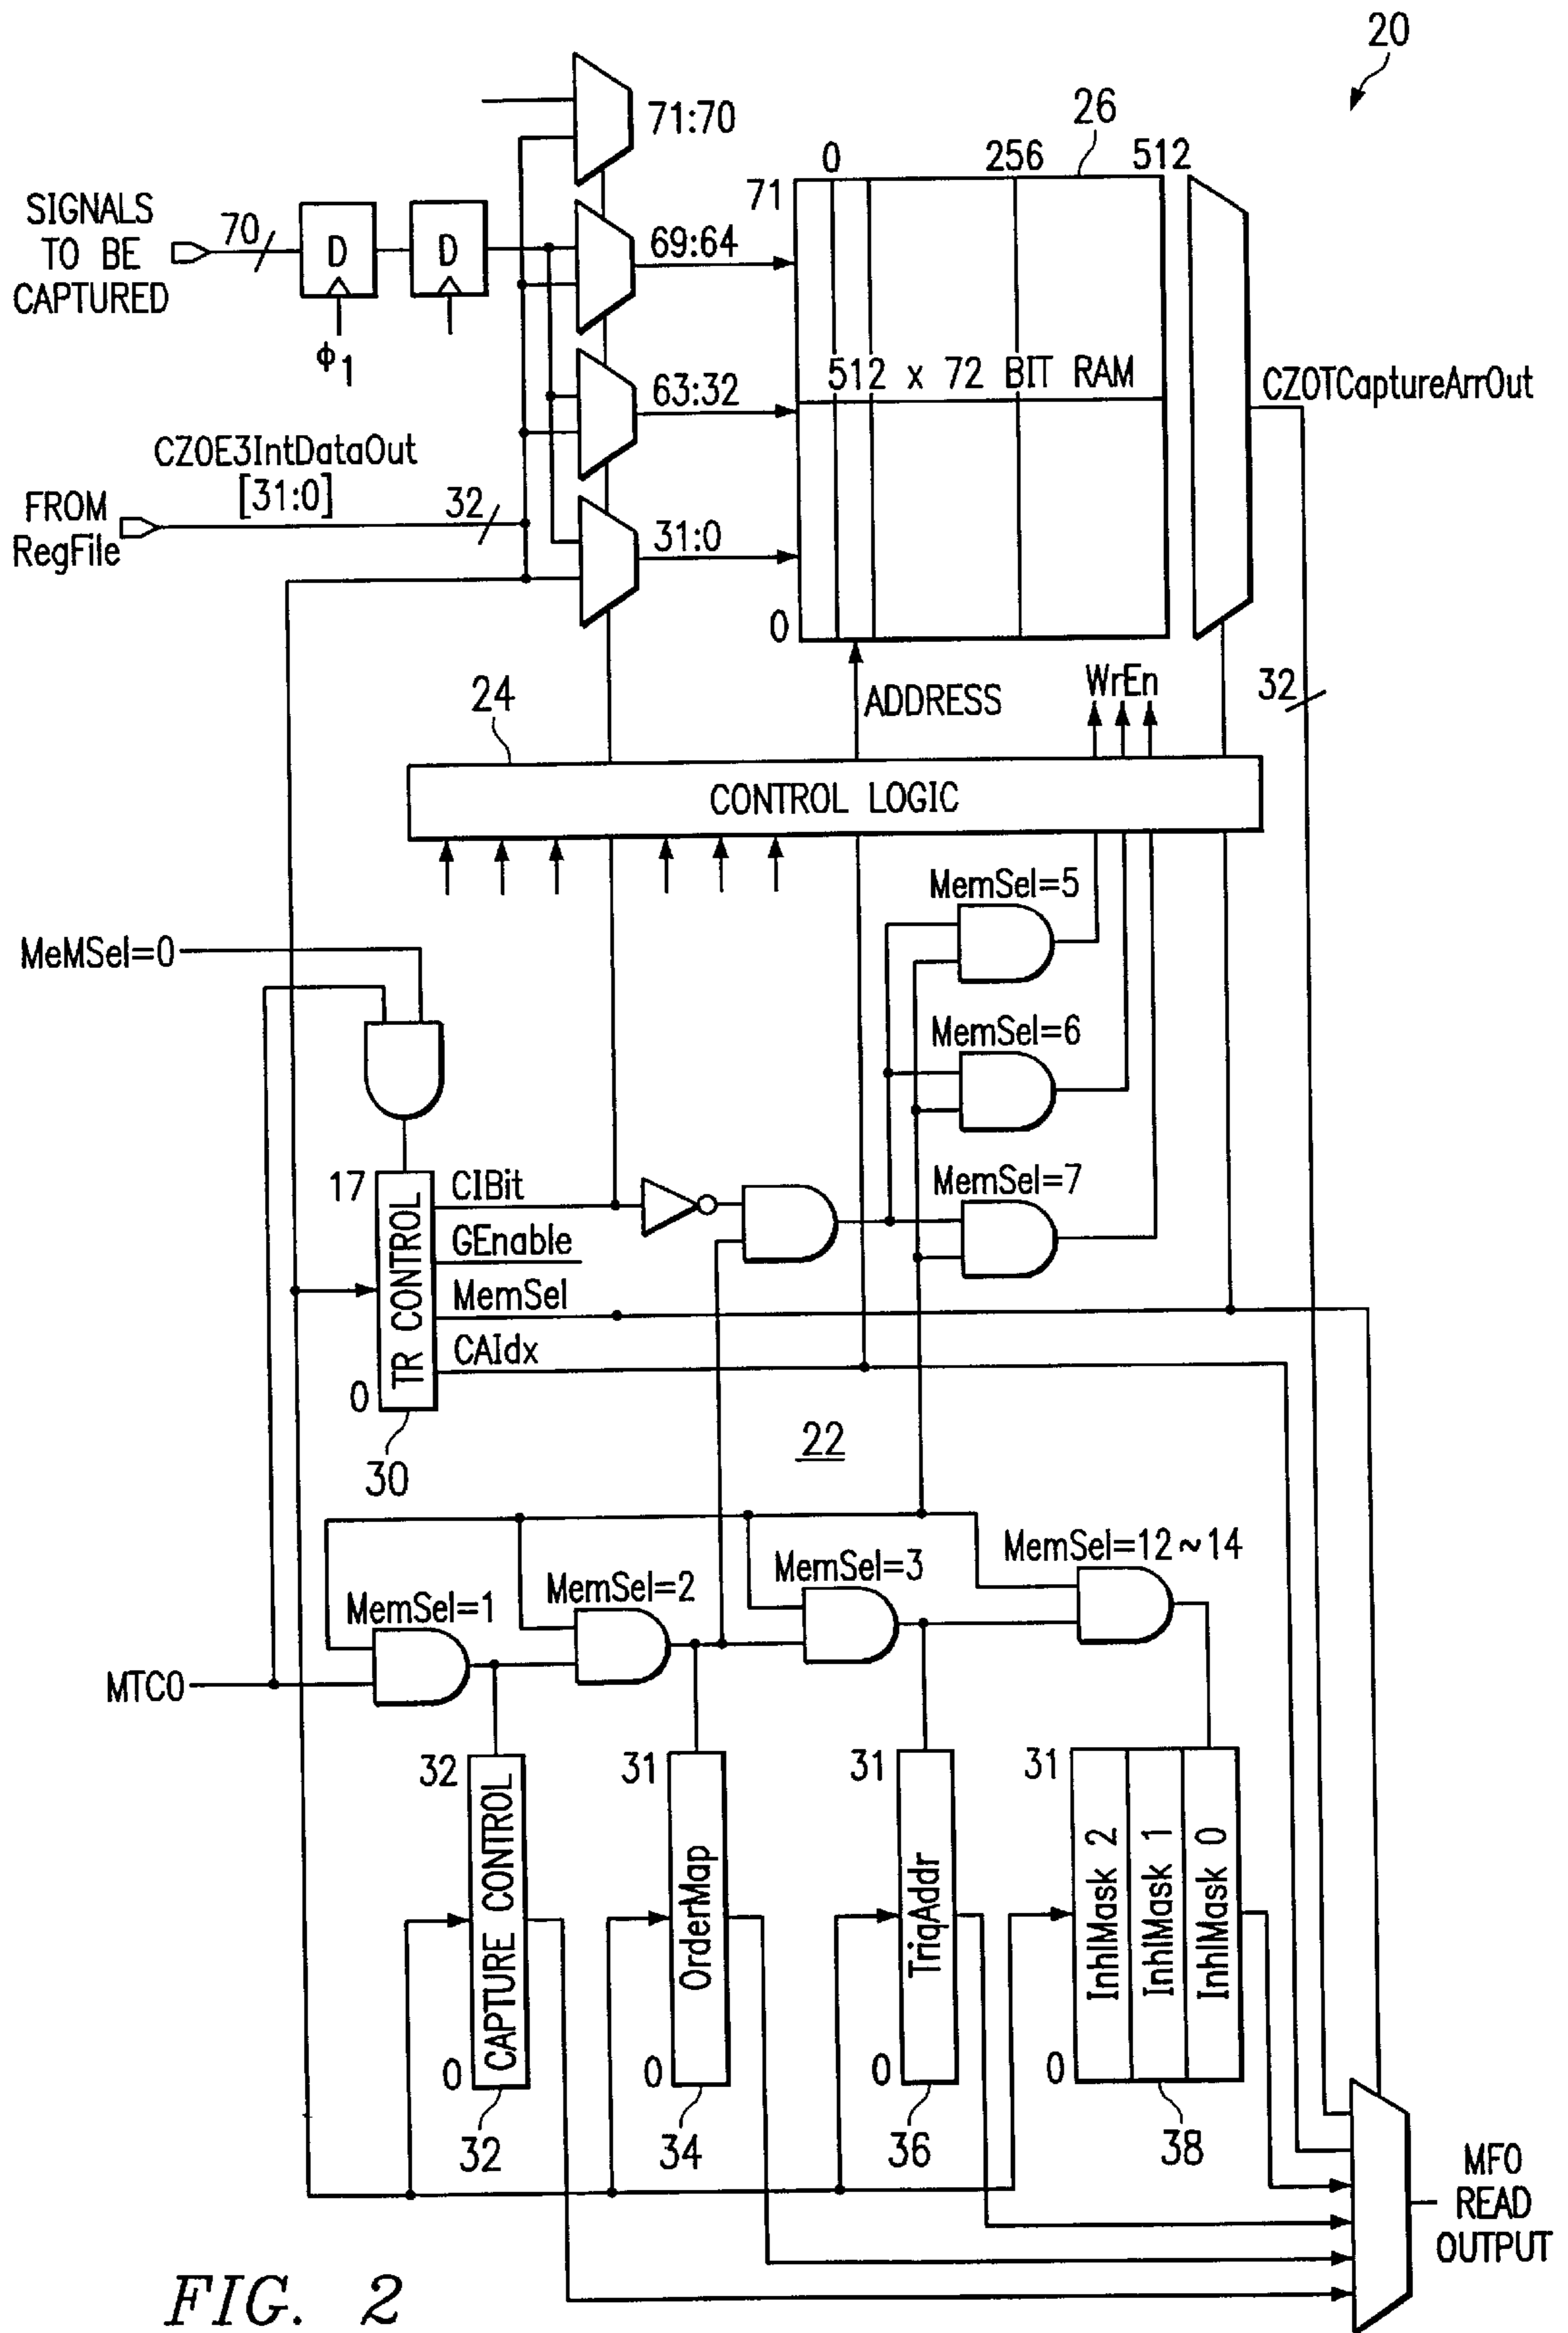 20
71:70
26
0
256
512
71
SIGNALS
TO BE
CAPTURED
70
D
D
69:64
ϕ1
512 x 72 BIT RAM
63:32
CZOTCaptureArrOut
CZ0E3IntDataOut
[31:0]
FROM
RegFile
32
31:0
0
24
ADDRESS
WrEn
32
CONTROL LOGIC
MemSel=5
MeMSel=0
MemSel=6
17
CIBit
MemSel=7
GEnable
TR CONTROL
MemSel
CAIdx
0
30
22
MemSel=12~14
MemSel=3
MemSel=2
MemSel=1
MTCO
32
31
31
31
CAPTURE CONTROL
OrderMap
TriqAddr
InhlMask 2
InhlMask 1
InhlMask 0
0
0
0
0
32
34
36
38
MFO
READ
OUTPUT
FIG. 2